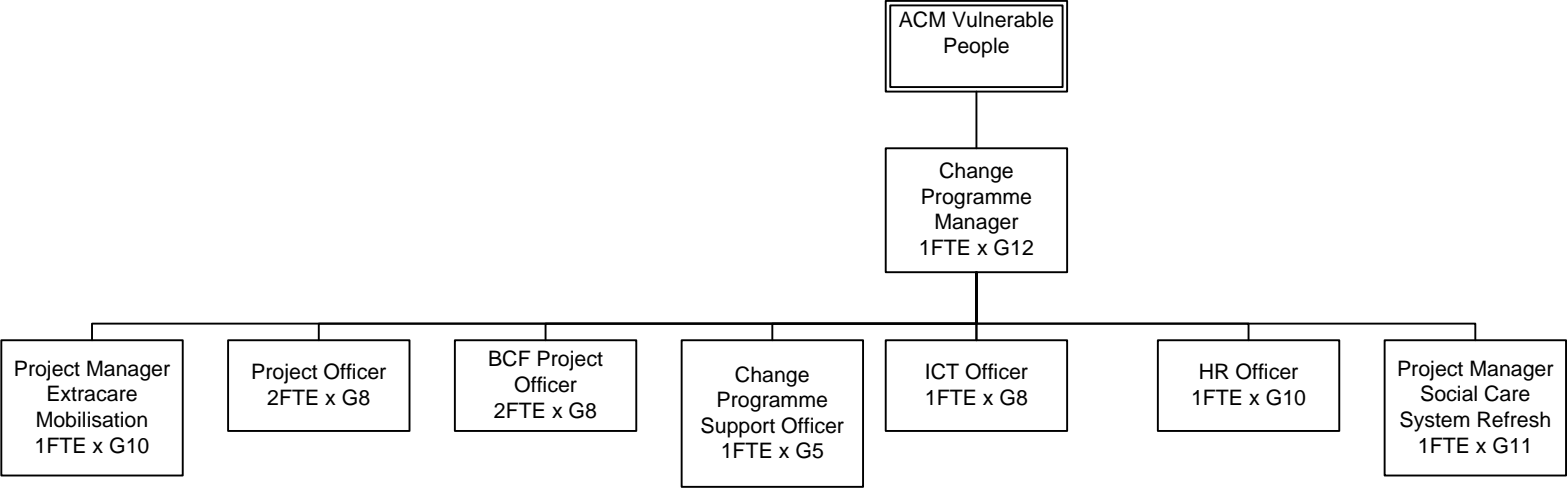 ACM Vulnerable
People
Change
Programme
Manager
1FTE x G12
Project Manager
Extracare
Mobilisation
1FTE x G10
Project Officer
2FTE x G8
BCF Project
Officer
2FTE x G8
Change
Programme
Support Officer
1FTE x G5
ICT Officer
1FTE x G8
HR Officer
1FTE x G10
Project Manager
Social Care
System Refresh
1FTE x G11